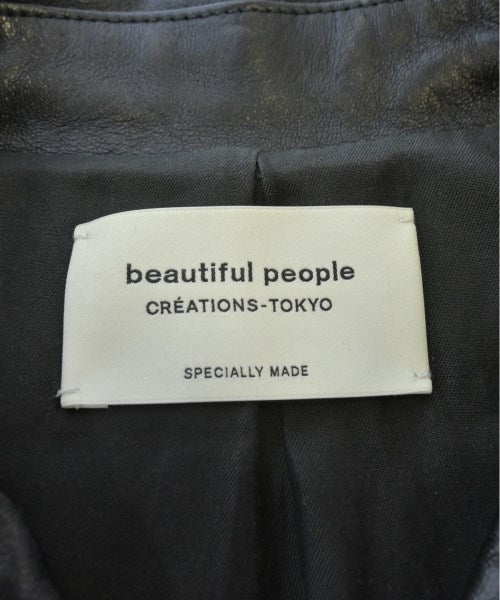 beautiful people
CRÉATIONS-TOKYO
SPECIALLY MADE